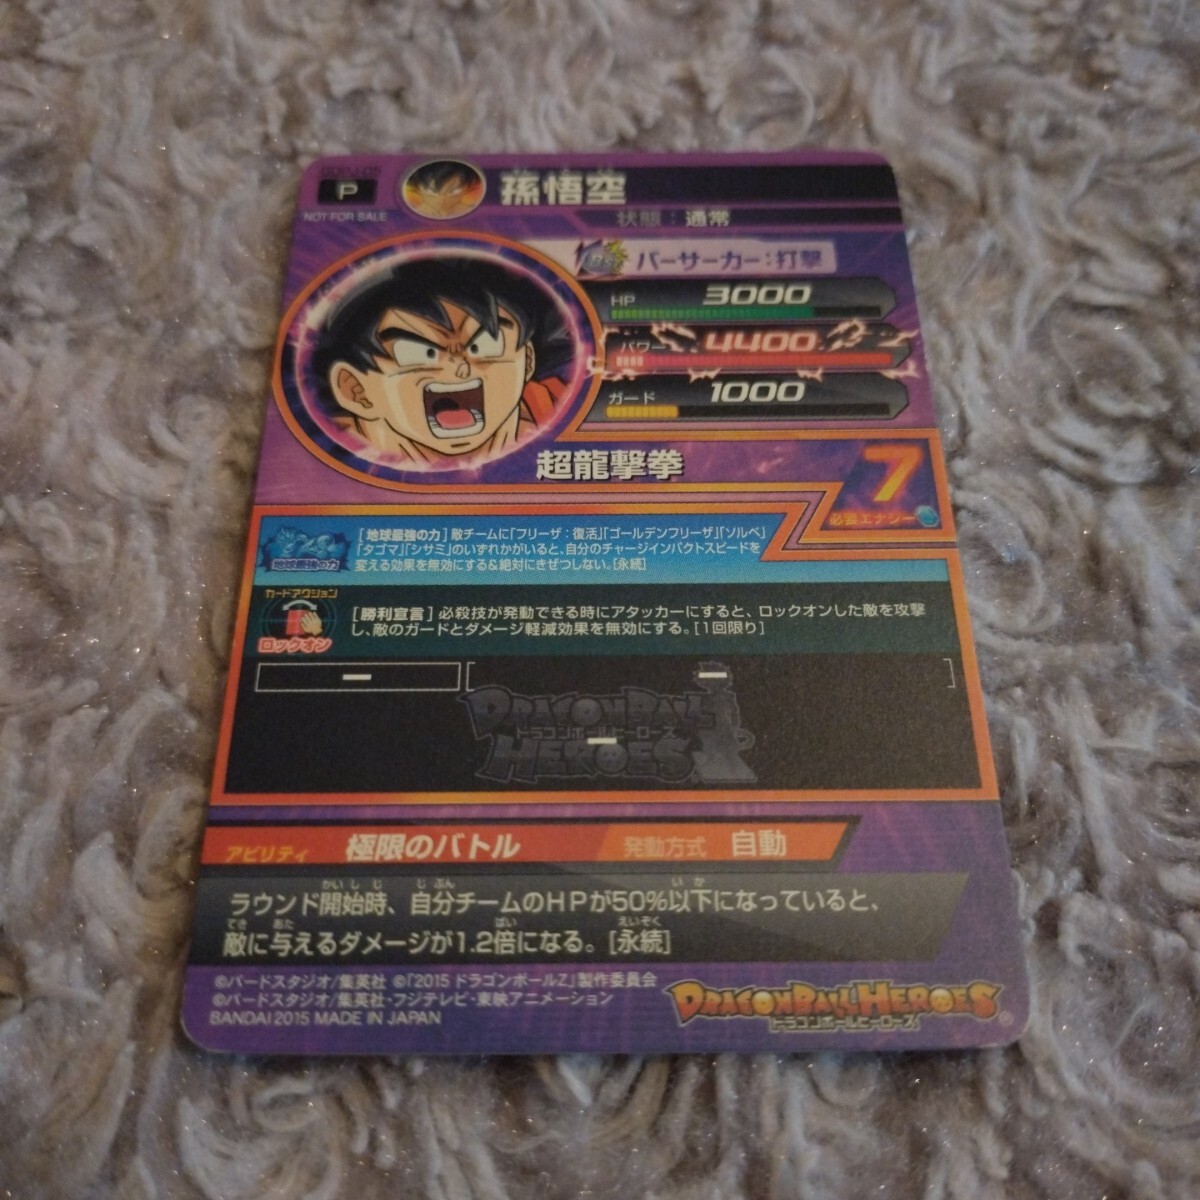 P
孫悟空
NOT FOR SALE
状態：通常
バーサーカー：打撃
HP 3000
パワー 4400
ガード 1000
超龍撃拳
7
必要エナジー
地球最強の力
[地球最強の力] 敵チームに「フリーザ：復活」「ゴールデンフリーザ」「ソルベ」
「タゴマ」「シサミ」のいずれかがいると、自分のチャージインパクトスピードを
変える効果を無効にする&絶対にきぜつしない。[永続]
カードアクション
ロックオン
[勝利宣言] 必殺技が発動できる時にアタッカーにすると、ロックオンした敵を攻撃
し、敵のガードとダメージ軽減効果を無効にする。[1回限り]
ー
[ー]
ー
DRAGONBALL
ドラゴンボールヒーローズ
HEROES
アビリティ 極限のバトル 発動方式 自動
ラウンド開始時、自分チームのHPが50%以下になっていると、
敵に与えるダメージが1.2倍になる。[永続]
©バードスタジオ/集英社 ©「2015 ドラゴンボールZ」製作委員会
©バードスタジオ/集英社・フジテレビ・東映アニメーション
BANDAI 2015 MADE IN JAPAN
DRAGONBALL HEROES
ドラゴンボールヒーローズ